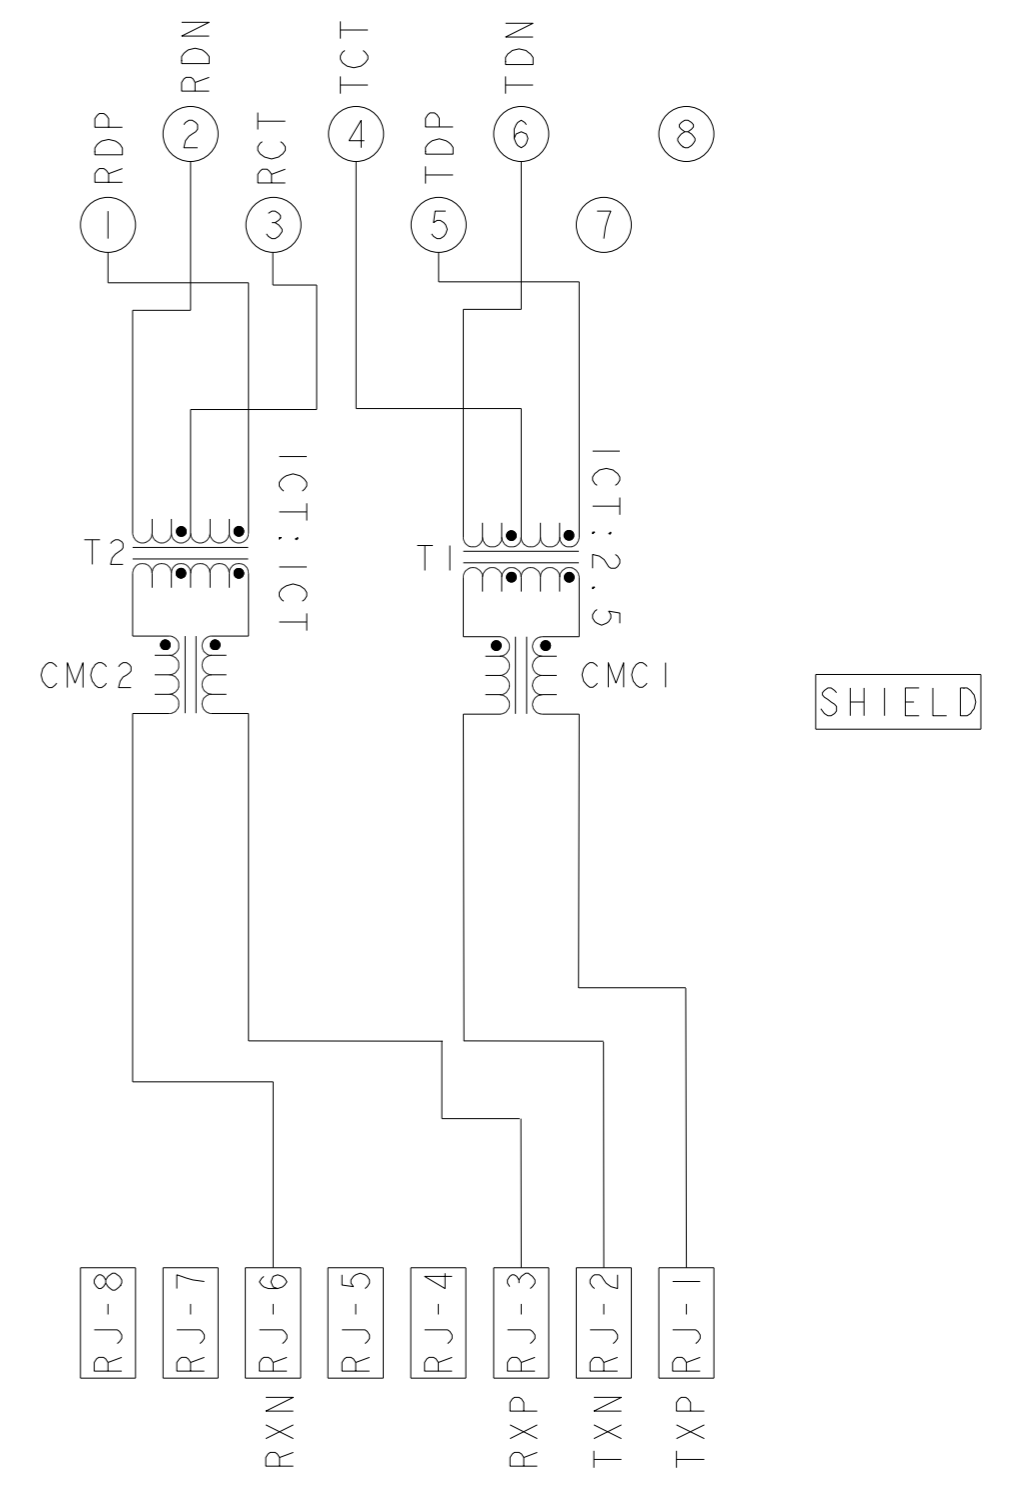 RDN
TCT
TDN
RDP
2
RCT
4
TDP
6
8
1
3
5
7
1CT:1CT
1CT:2.5
T2
T1
CMC2
CMC1
SHIELD
RJ-8
RJ-7
RJ-6
RJ-5
RJ-4
RJ-3
RJ-2
RJ-1
RXN
RXP
TXN
TXP